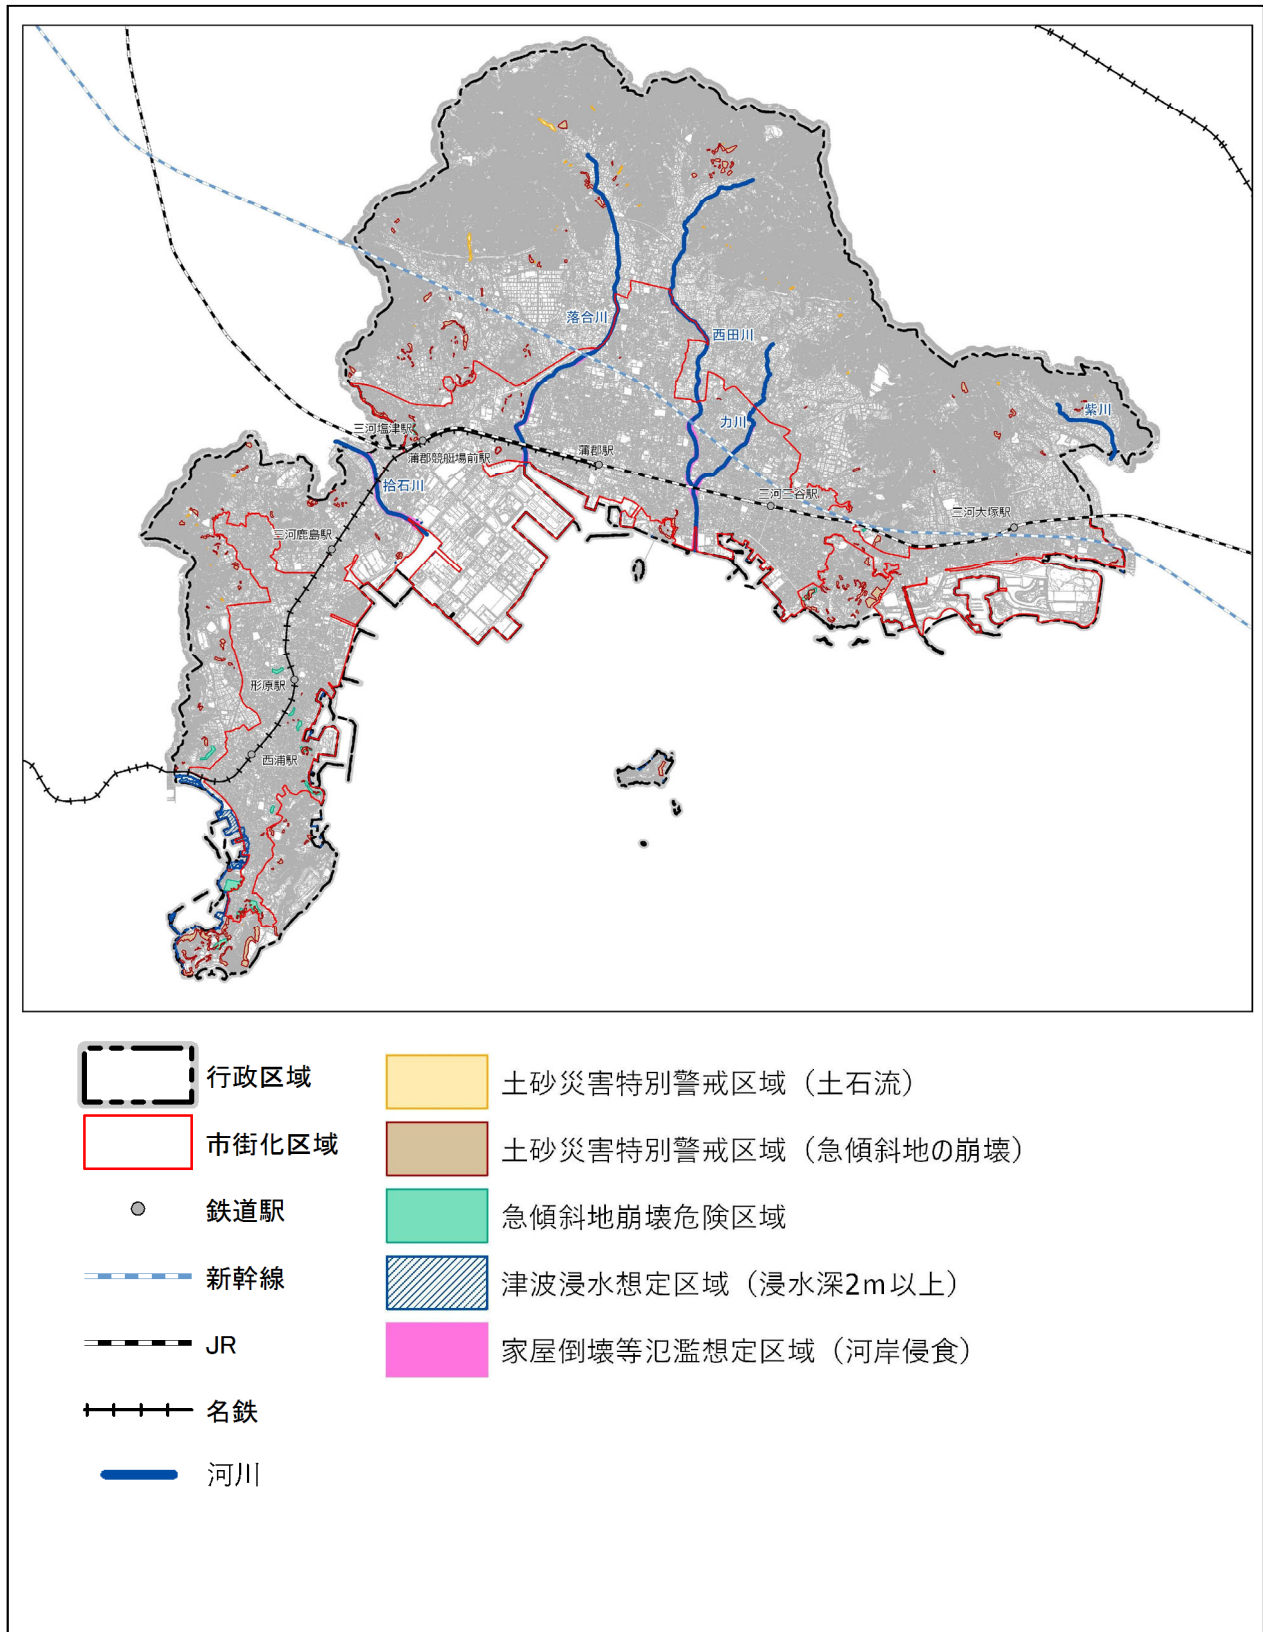 落合川
西田川
紫川
力川
三河塩津駅
蒲郡競艇場前駅
蒲郡駅
拾石川
三河三谷駅
三河大塚駅
三河鹿島駅
形原駅
西浦駅
行政区域
市街化区域
鉄道駅
新幹線
JR
名鉄
河川
土砂災害特別警戒区域（土石流）
土砂災害特別警戒区域（急傾斜地の崩壊）
急傾斜地崩壊危険区域
津波浸水想定区域（浸水深2m以上）
家屋倒壊等氾濫想定区域（河岸侵食）